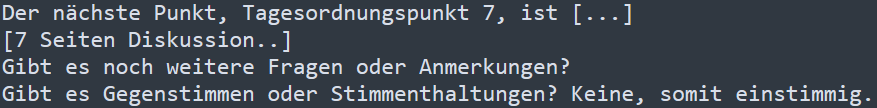 Der nächste Punkt, Tagesordnungspunkt 7, ist [...]
[7 Seiten Diskussion..]
Gibt es noch weitere Fragen oder Anmerkungen?
Gibt es Gegenstimmen oder Stimmenthaltungen? Keine, somit einstimmig.